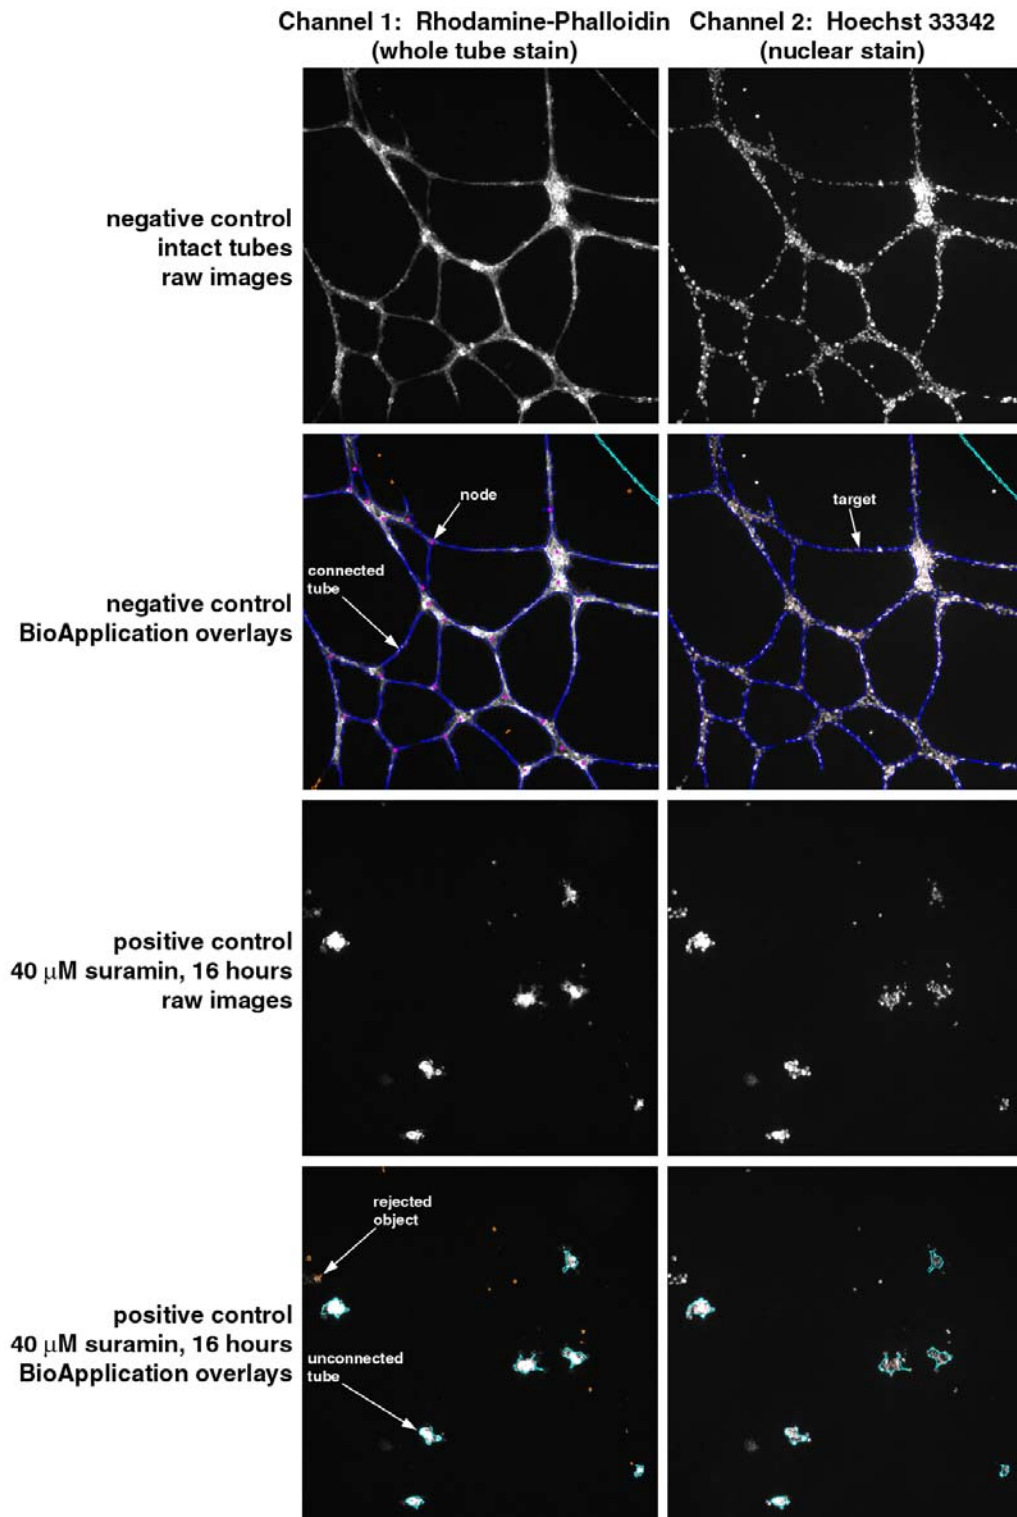 Channel 1: Rhodamine-Phalloidin
(whole tube stain)
Channel 2: Hoechst 33342
(nuclear stain)
negative control
intact tubes
raw images
negative control
BioApplication overlays
node
connected
tube
target
positive control
40 μM suramin, 16 hours
raw images
positive control
40 μM suramin, 16 hours
BioApplication overlays
rejected
object
unconnected
tube